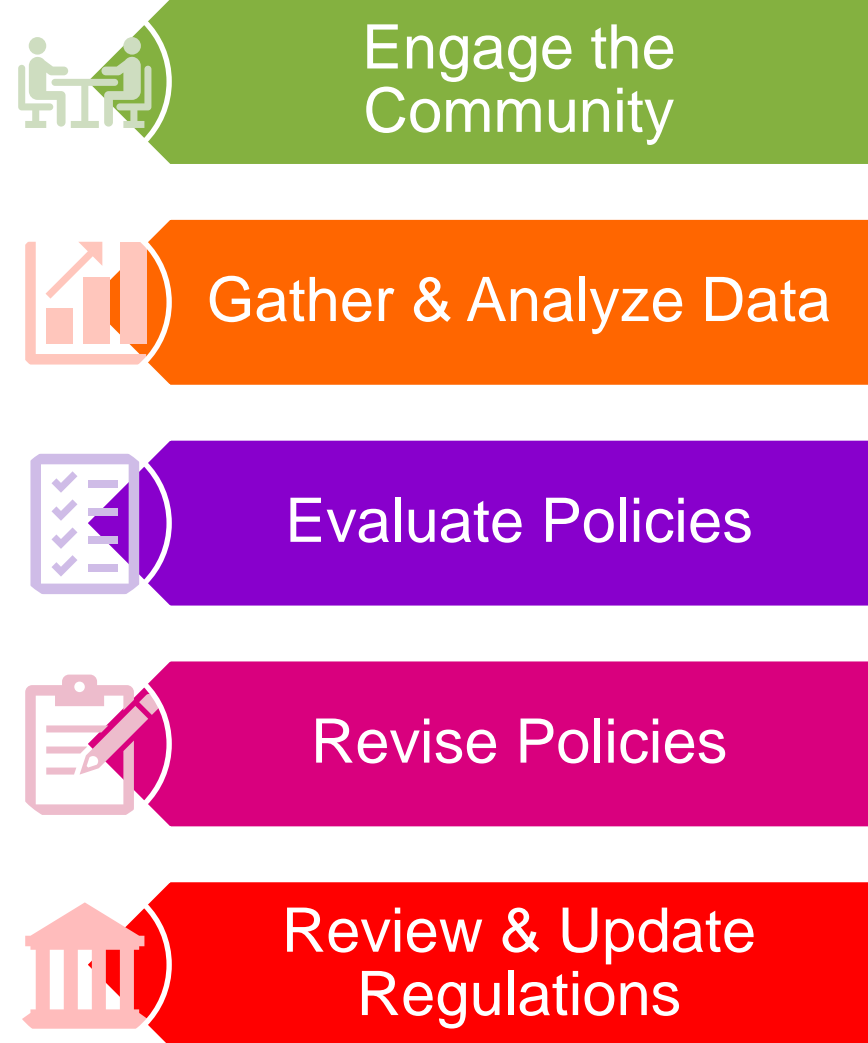 Engage the
Community
Gather & Analyze Data
Evaluate Policies
Revise Policies
Review & Update
Regulations